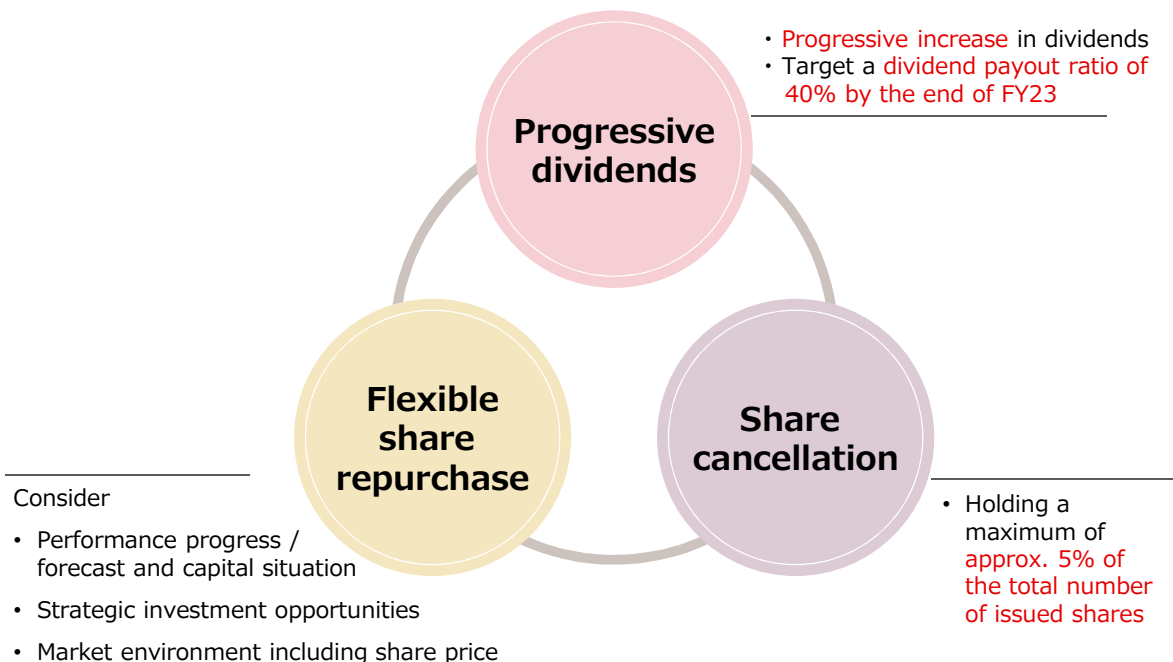 ・Progressive increase in dividends
・Target a dividend payout ratio of
40% by the end of FY23
Progressive
dividends
Flexible
share
repurchase
Share
cancellation
Consider
• Performance progress /
forecast and capital situation
• Strategic investment opportunities
• Market environment including share price
• Holding a
maximum of
approx. 5% of
the total number
of issued shares